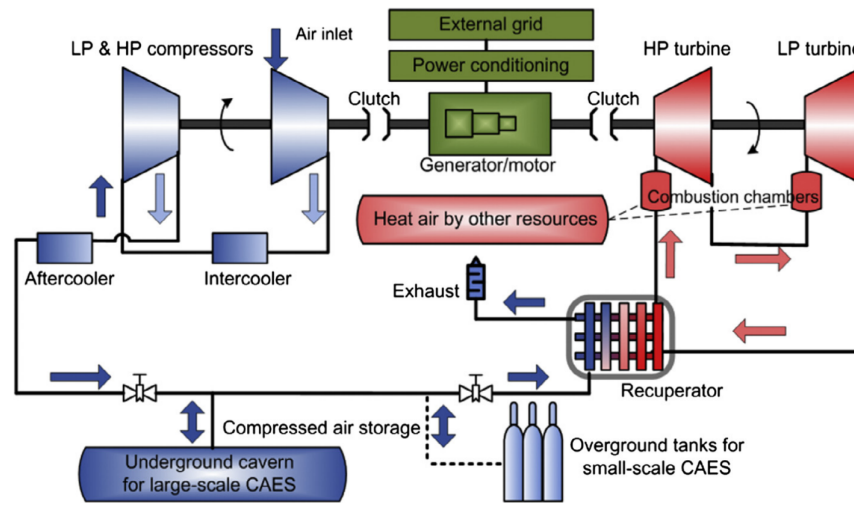 External grid
Air inlet
LP & HP compressors
HP turbine
LP turbine
Power conditioning
Clutch
Clutch
Generator/motor
Combustion chambers
Heat air by other resources
Aftercooler
Intercooler
Exhaust
Recuperator
Compressed air storage
Underground cavern
for large-scale CAES
Overground tanks for
small-scale CAES